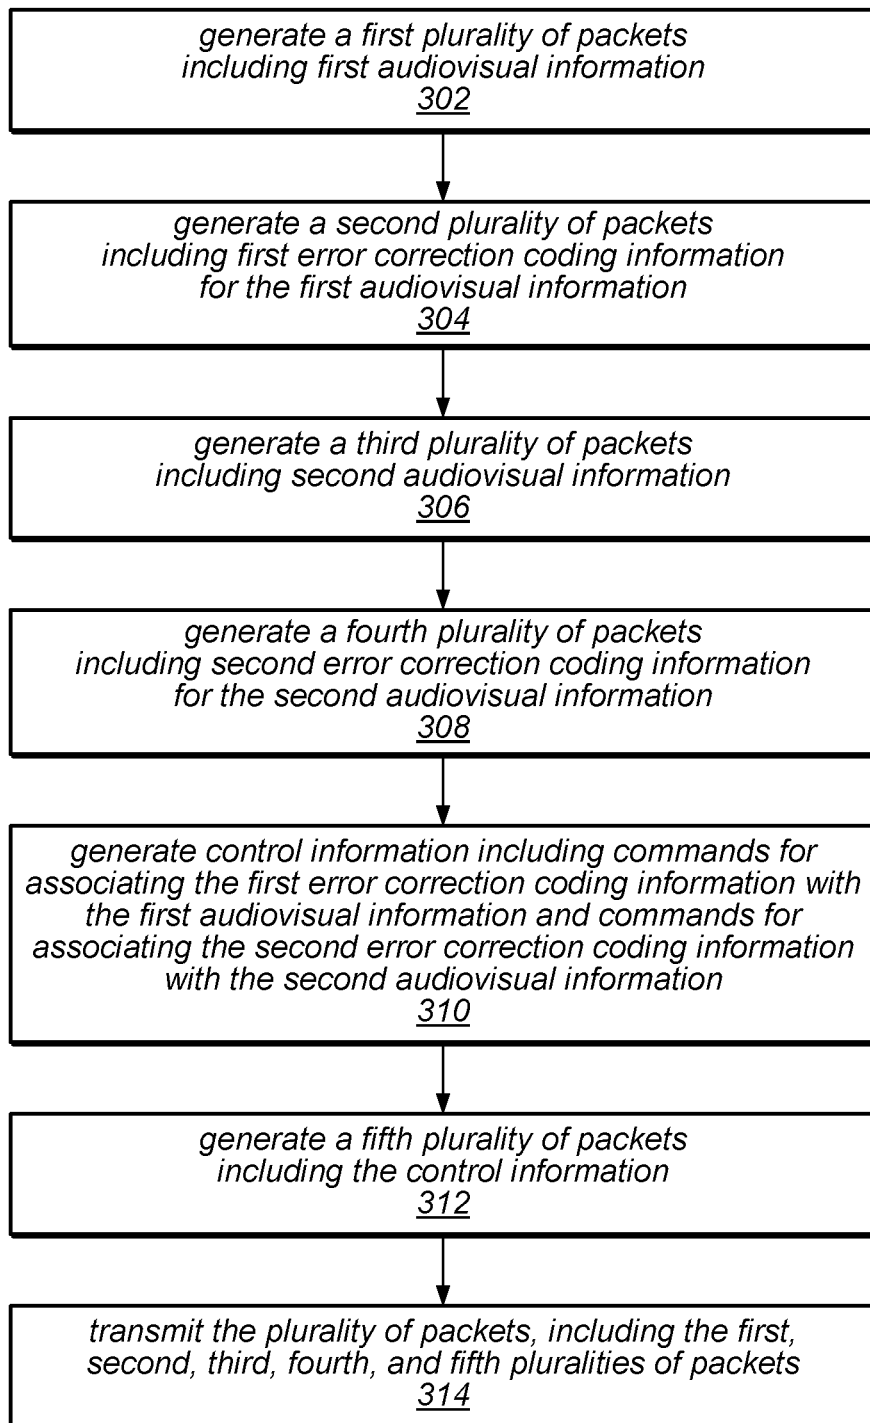 generate a first plurality of packets
including first audiovisual information
302
generate a second plurality of packets
including first error correction coding information
for the first audiovisual information
304
generate a third plurality of packets
including second audiovisual information
306
generate a fourth plurality of packets
including second error correction coding information
for the second audiovisual information
308
generate control information including commands for
associating the first error correction coding information with
the first audiovisual information and commands for
associating the second error correction coding information
with the second audiovisual information
310
generate a fifth plurality of packets
including the control information
312
transmit the plurality of packets, including the first,
second, third, fourth, and fifth pluralities of packets
314